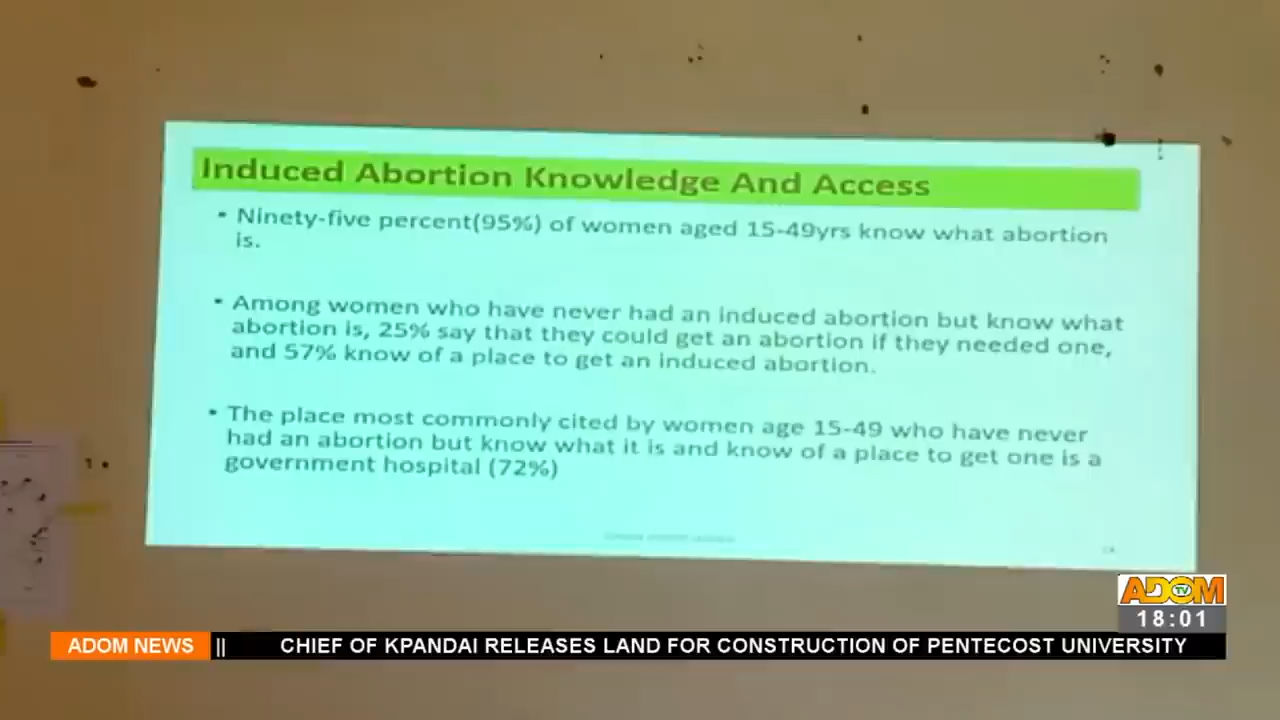 Induced Abortion Knowledge And Access
• Ninety-five percent(95%) of women aged 15-49yrs know what abortion
is.
• Among women who have never had an induced abortion but know what
abortion is, 25% say that they could get an abortion if they needed one,
and 57% know of a place to get an induced abortion.
• The place most commonly cited by women age 15-49 who have never
had an abortion but know what it is and know of a place to get one is a
government hospital (72%)
ADOM TV
18:01
ADOM NEWS || CHIEF OF KPANDAI RELEASES LAND FOR CONSTRUCTION OF PENTECOST UNIVERSITY